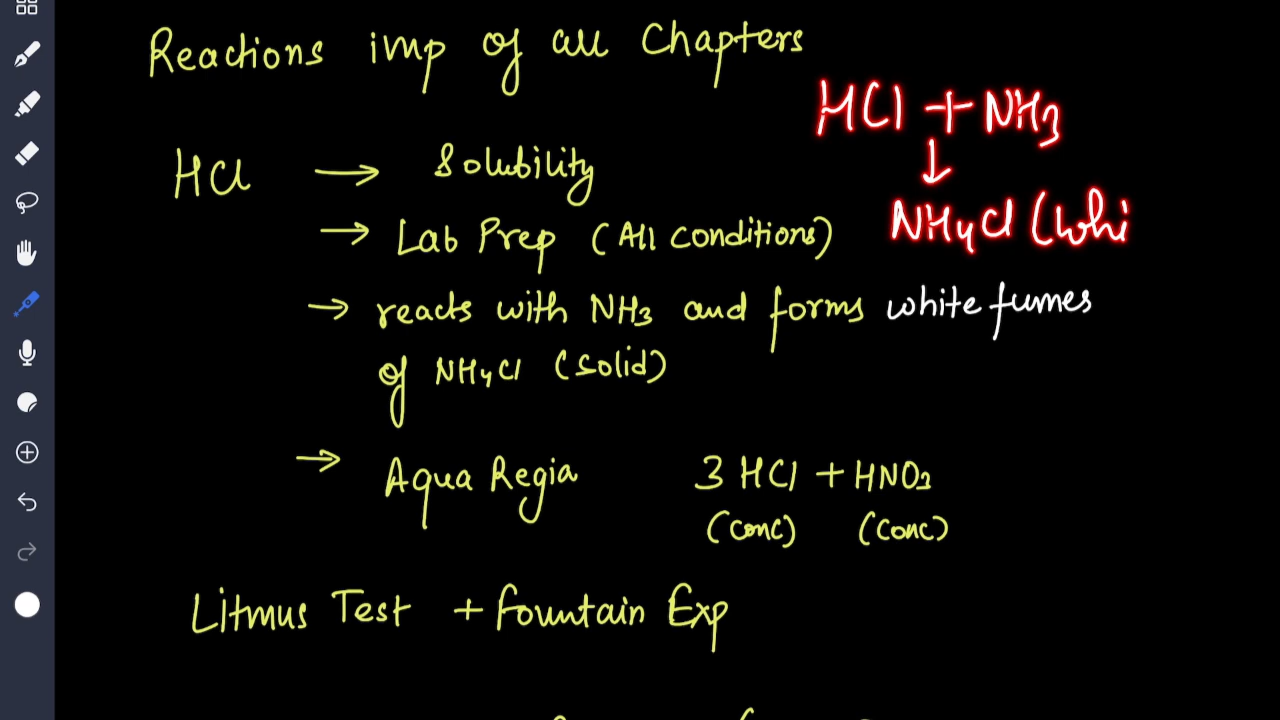 Reactions imp of all Chapters
HCl + NH3
↓
NH4Cl (whi
HCl → Solubility
→ Lab Prep (All conditions)
→ reacts with NH3 and forms white fumes
of NH4Cl (solid)
→ Aqua Regia 3 HCl + HNO3
(conc) (conc)
Litmus Test + Fountain Exp